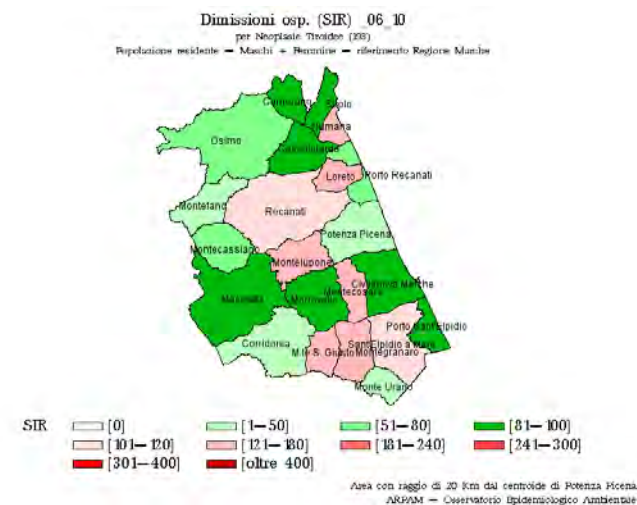 Dimissioni osp. (SIR) _06_10
per Neoplasie Tiroidee (193)
Popolazione residente — Maschi + Femmine — riferimento Regione Marche
Camerano
Sirolo
Numana
Osimo
Castelfidardo
Loreto
Porto Recanati
Montefano
Recanati
Potenza Picena
Montecassiano
Montelupone
Civitanova Marche
Macerata
Morrovalle
Montecosaro
Porto Sant'Elpidio
Corridonia
Sant'Elpidio a Mare
M.te S. Giusto
Montegranaro
Monte Urano
SIR
[0]
[1—50]
[51—80]
[81—100]
[101—120]
[121—180]
[181—240]
[241—300]
[301—400]
[oltre 400]
Area con raggio di 20 Km dal centroide di Potenza Picena
ARPAM — Osservatorio Epidemiologico Ambientale